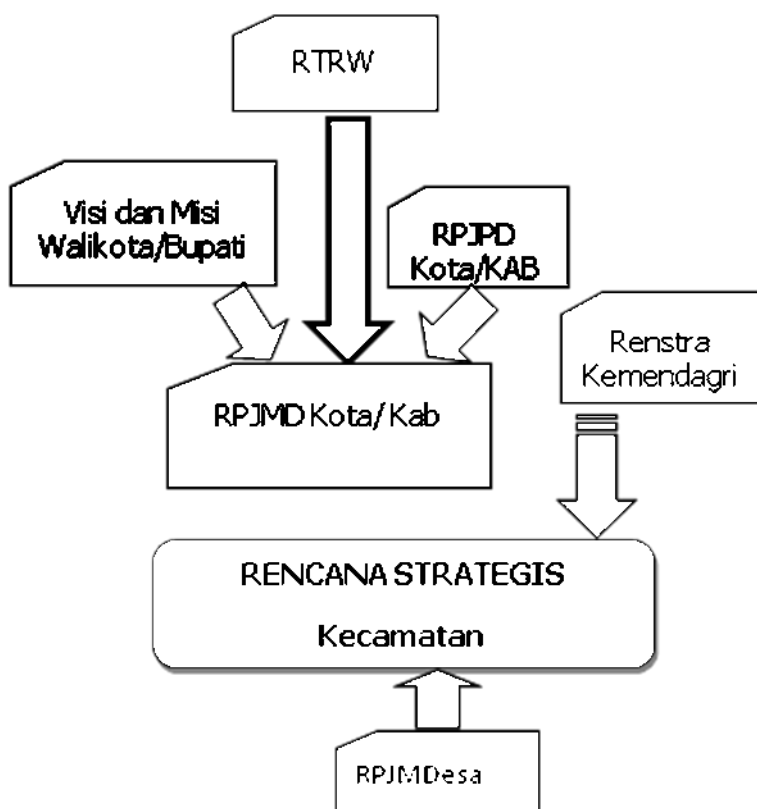 RTRW
Visi dan Misi
Walikota/Bupati
RPJPD
Kota/KAB
Renstra
Kemendagri
RPJMD Kota/ Kab
RENCANA STRATEGIS
Kecamatan
RPJMDesa